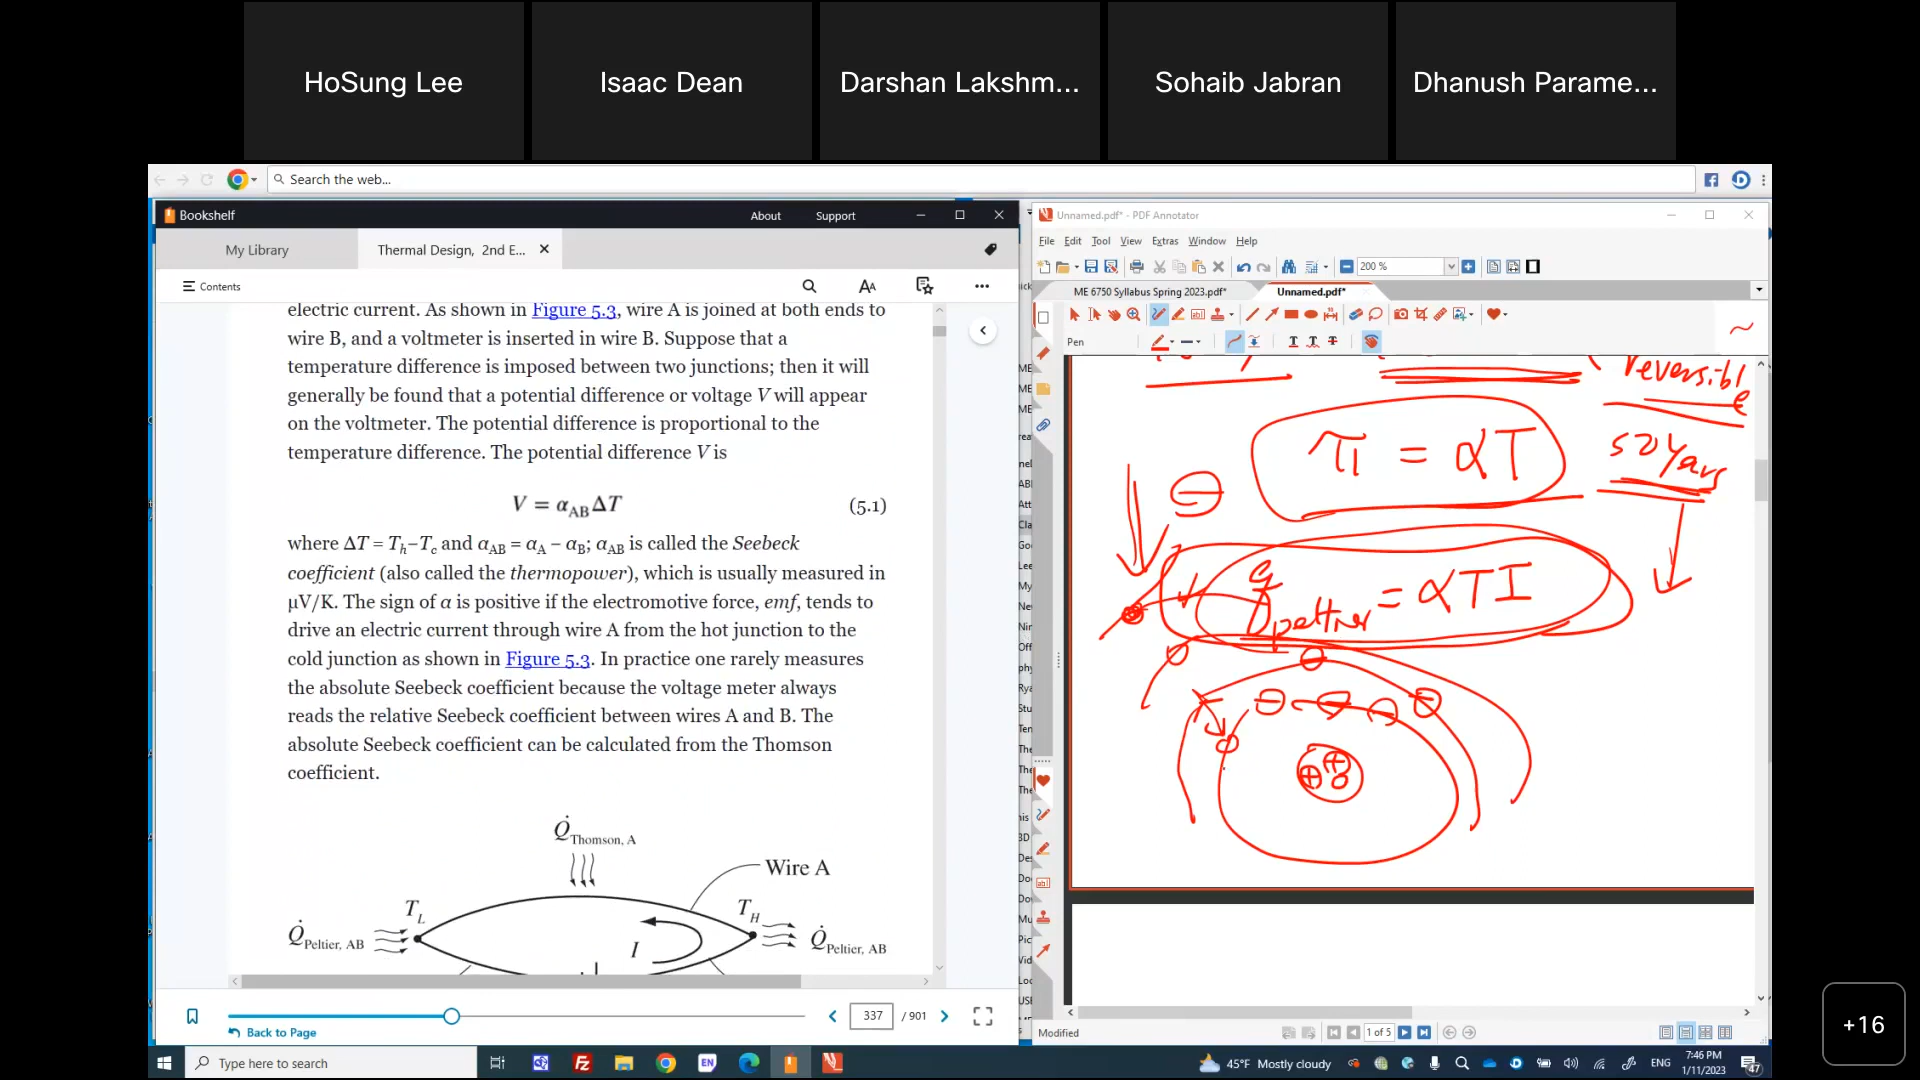 HoSung Lee
Isaac Dean
Darshan Lakshm...
Sohaib Jabran
Dhanush Parame...
Search the web...
Bookshelf
About Support
My Library
Thermal Design, 2nd E...
Contents
electric current. As shown in Figure 5.3, wire A is joined at both ends to
wire B, and a voltmeter is inserted in wire B. Suppose that a
temperature difference is imposed between two junctions; then it will
generally be found that a potential difference or voltage V will appear
on the voltmeter. The potential difference is proportional to the
temperature difference. The potential difference V is
V = α_AB ΔT (5.1)
where ΔT = T_h−T_c and α_AB = α_A − α_B; α_AB is called the Seebeck
coefficient (also called the thermopower), which is usually measured in
μV/K. The sign of α is positive if the electromotive force, emf, tends to
drive an electric current through wire A from the hot junction to the
cold junction as shown in Figure 5.3. In practice one rarely measures
the absolute Seebeck coefficient because the voltage meter always
reads the relative Seebeck coefficient between wires A and B. The
absolute Seebeck coefficient can be calculated from the Thomson
coefficient.
Q̇ Thomson, A
Wire A
T_L
T_H
Q̇ Peltier, AB
I
Q̇ Peltier, AB
337 / 901
Back to Page
Unnamed.pdf* - PDF Annotator
File Edit Tool View Extras Window Help
200 %
ME 6750 Syllabus Spring 2023.pdf*
Unnamed.pdf*
Pen
reversible
π = αT
50 Years
= αTI
Modified
1 of 5
Type here to search
EN
45°F Mostly cloudy
ENG
7:46 PM
1/11/2023
47
+16